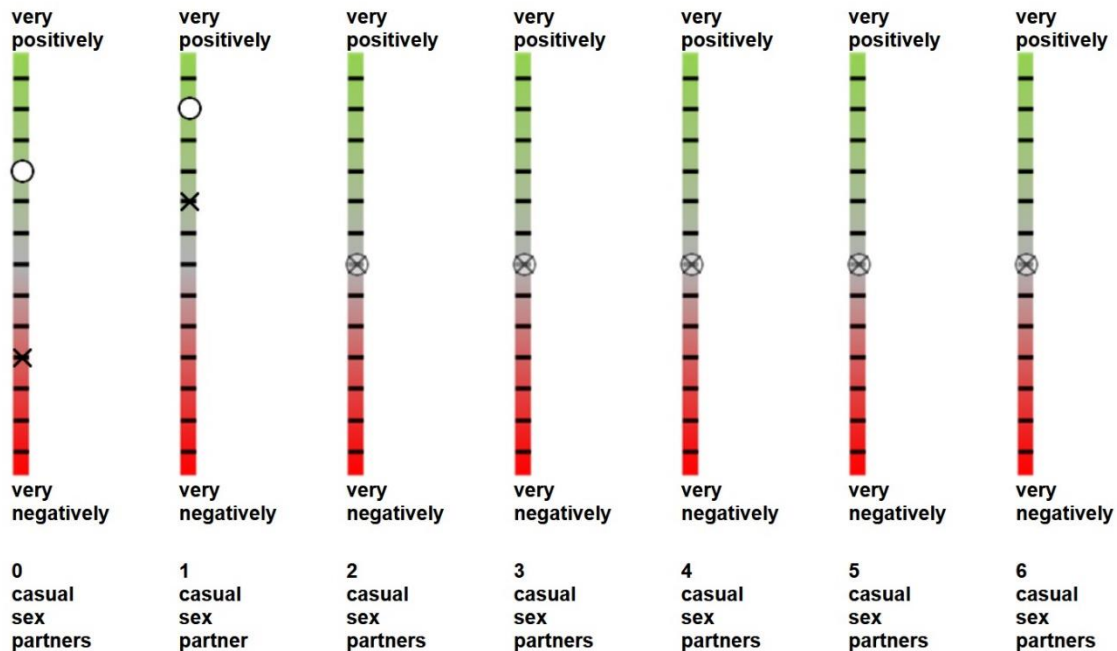 very very very very very very very
positively positively positively positively positively positively positively
very very very very very very very
negatively negatively negatively negatively negatively negatively negatively
0 1 2 3 4 5 6
casual casual casual casual casual casual casual
sex sex sex sex sex sex sex
partners partner partners partners partners partners partners